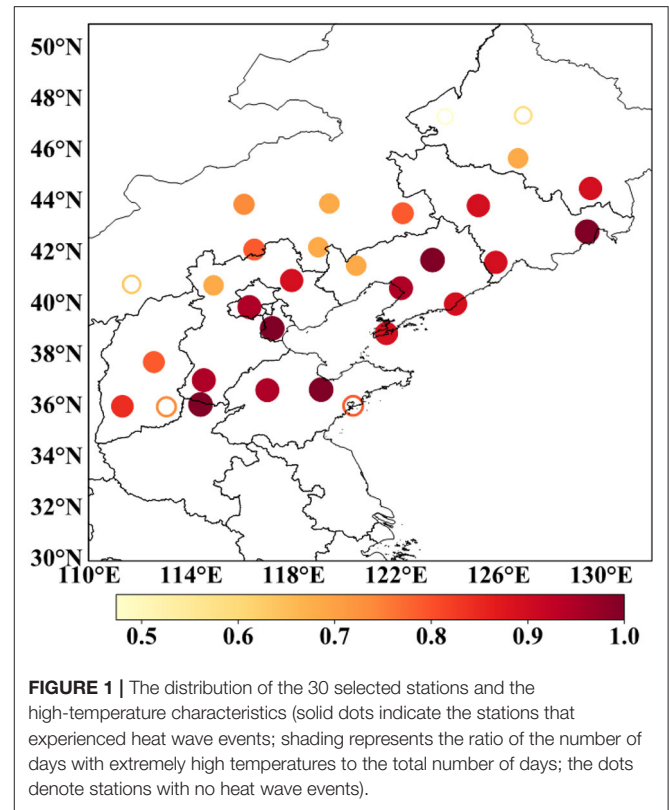 50°N
48°N
46°N
44°N
42°N
40°N
38°N
36°N
34°N
32°N
30°N
110°E 114°E 118°E 122°E 126°E 130°E
0.5 0.6 0.7 0.8 0.9 1.0
FIGURE 1 | The distribution of the 30 selected stations and the
high-temperature characteristics (solid dots indicate the stations that
experienced heat wave events; shading represents the ratio of the number of
days with extremely high temperatures to the total number of days; the dots
denote stations with no heat wave events).